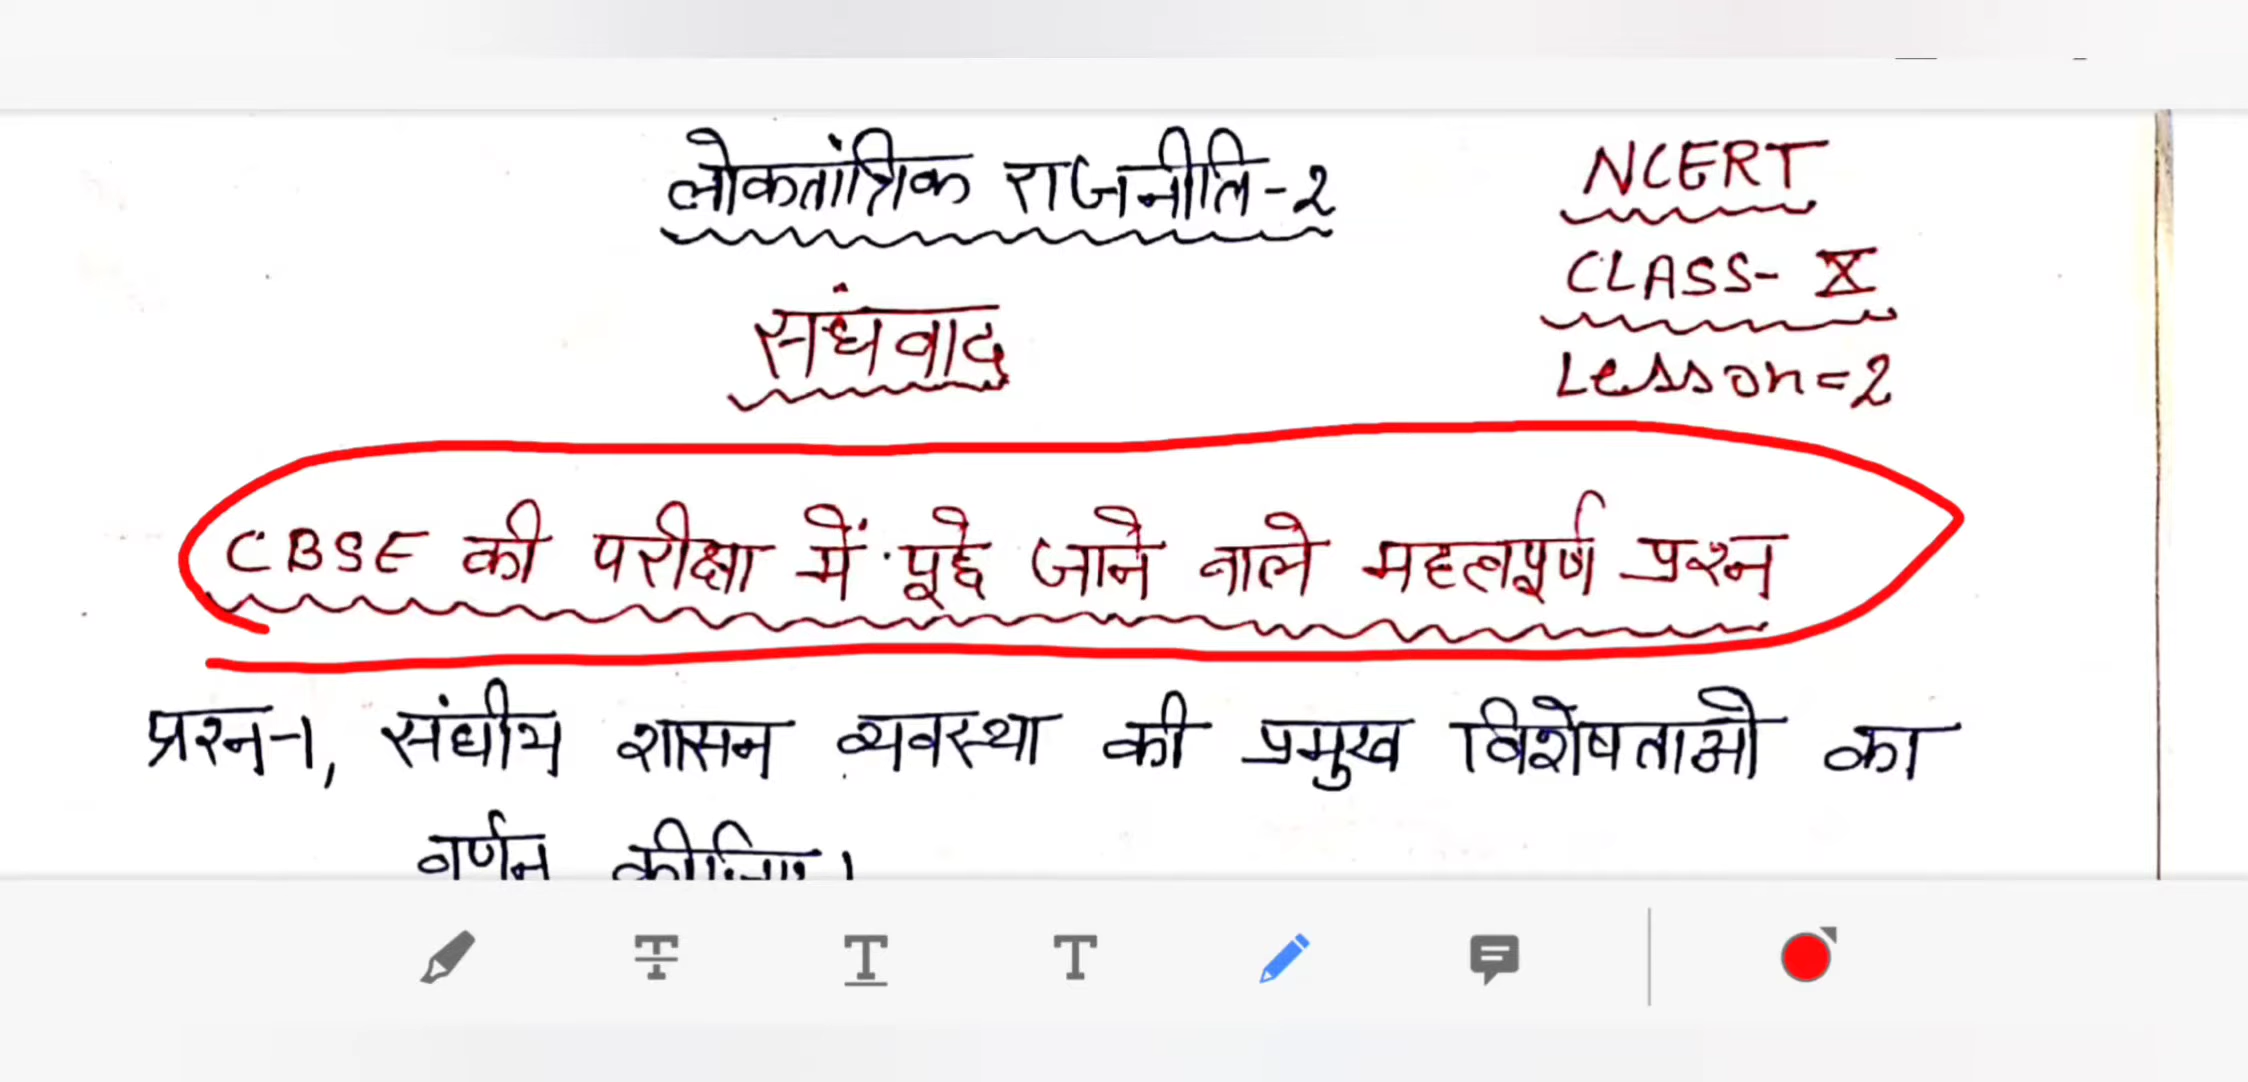 लोकतांत्रिक राजनीति-2
NCERT
संघवाद
CLASS- X
Lesson=2
CBSE की परीक्षा में पूछे जाने वाले महत्वपूर्ण प्रश्न
प्रश्न-1, संघीय शासन व्यवस्था की प्रमुख विशेषताओ का
वर्णन कीजिए।